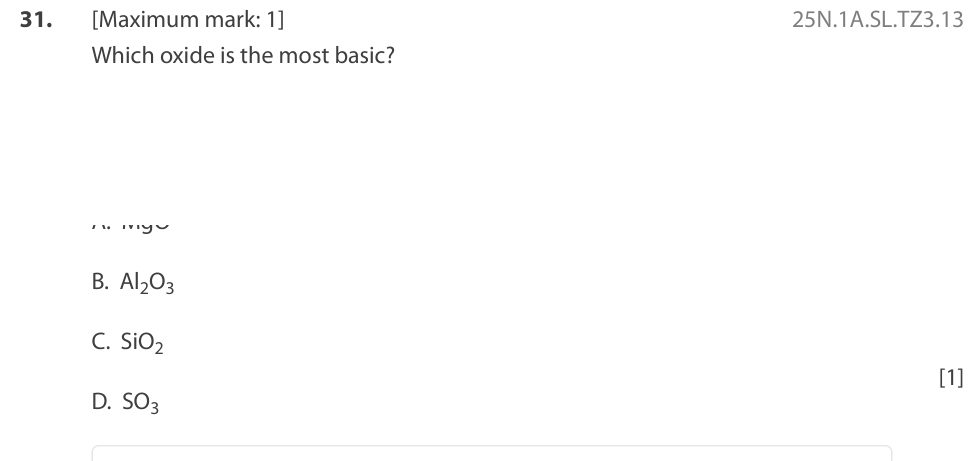 31. [Maximum mark: 1] 25N.1A.SL.TZ3.13
Which oxide is the most basic?
A. MgO
B. Al₂O₃
C. SiO₂
[1]
D. SO₃